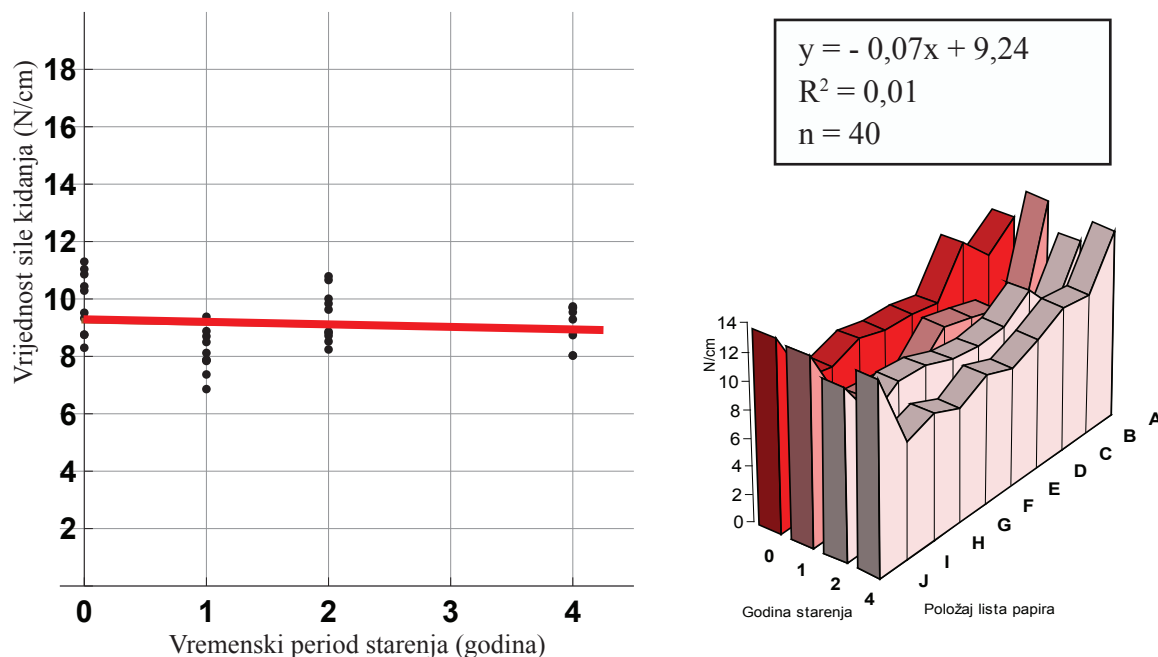 Vrijednost sile kidanja (N/cm)
18
16
14
12
10
8
6
4
2
0 1 2 3 4
Vremenski period starenja (godina)
y = - 0,07x + 9,24
R² = 0,01
n = 40
N/cm
14
12
10
8
6
4
2
0
0 1 2 4
J I H G F E D C B A
Godina starenja
Položaj lista papira